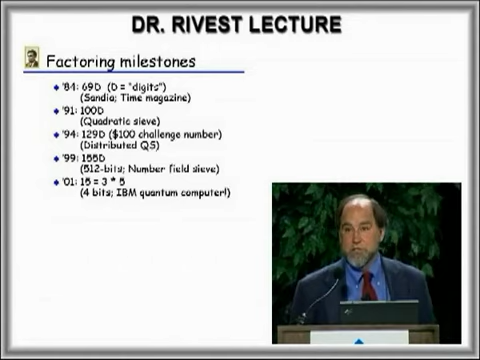 DR. RIVEST LECTURE
Factoring milestones
'84: 69D (D = "digits")
(Sandia; Time magazine)
'91: 100D
(Quadratic sieve)
'94: 129D ($100 challenge number)
(Distributed QS)
'99: 155D
(512-bits; Number field sieve)
'01: 15 = 3 * 5
(4 bits; IBM quantum computer!)